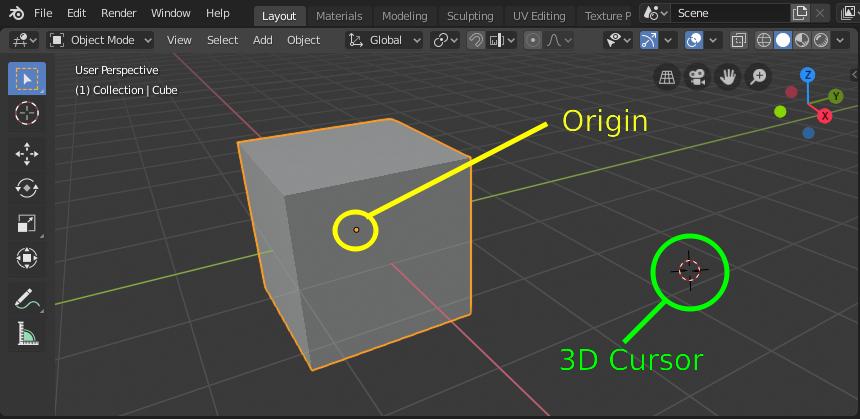 File Edit Render Window Help Layout Materials Modeling Sculpting UV Editing Texture P Scene
Object Mode View Select Add Object Global
User Perspective
(1) Collection | Cube
Z
Y
X
Origin
3D Cursor